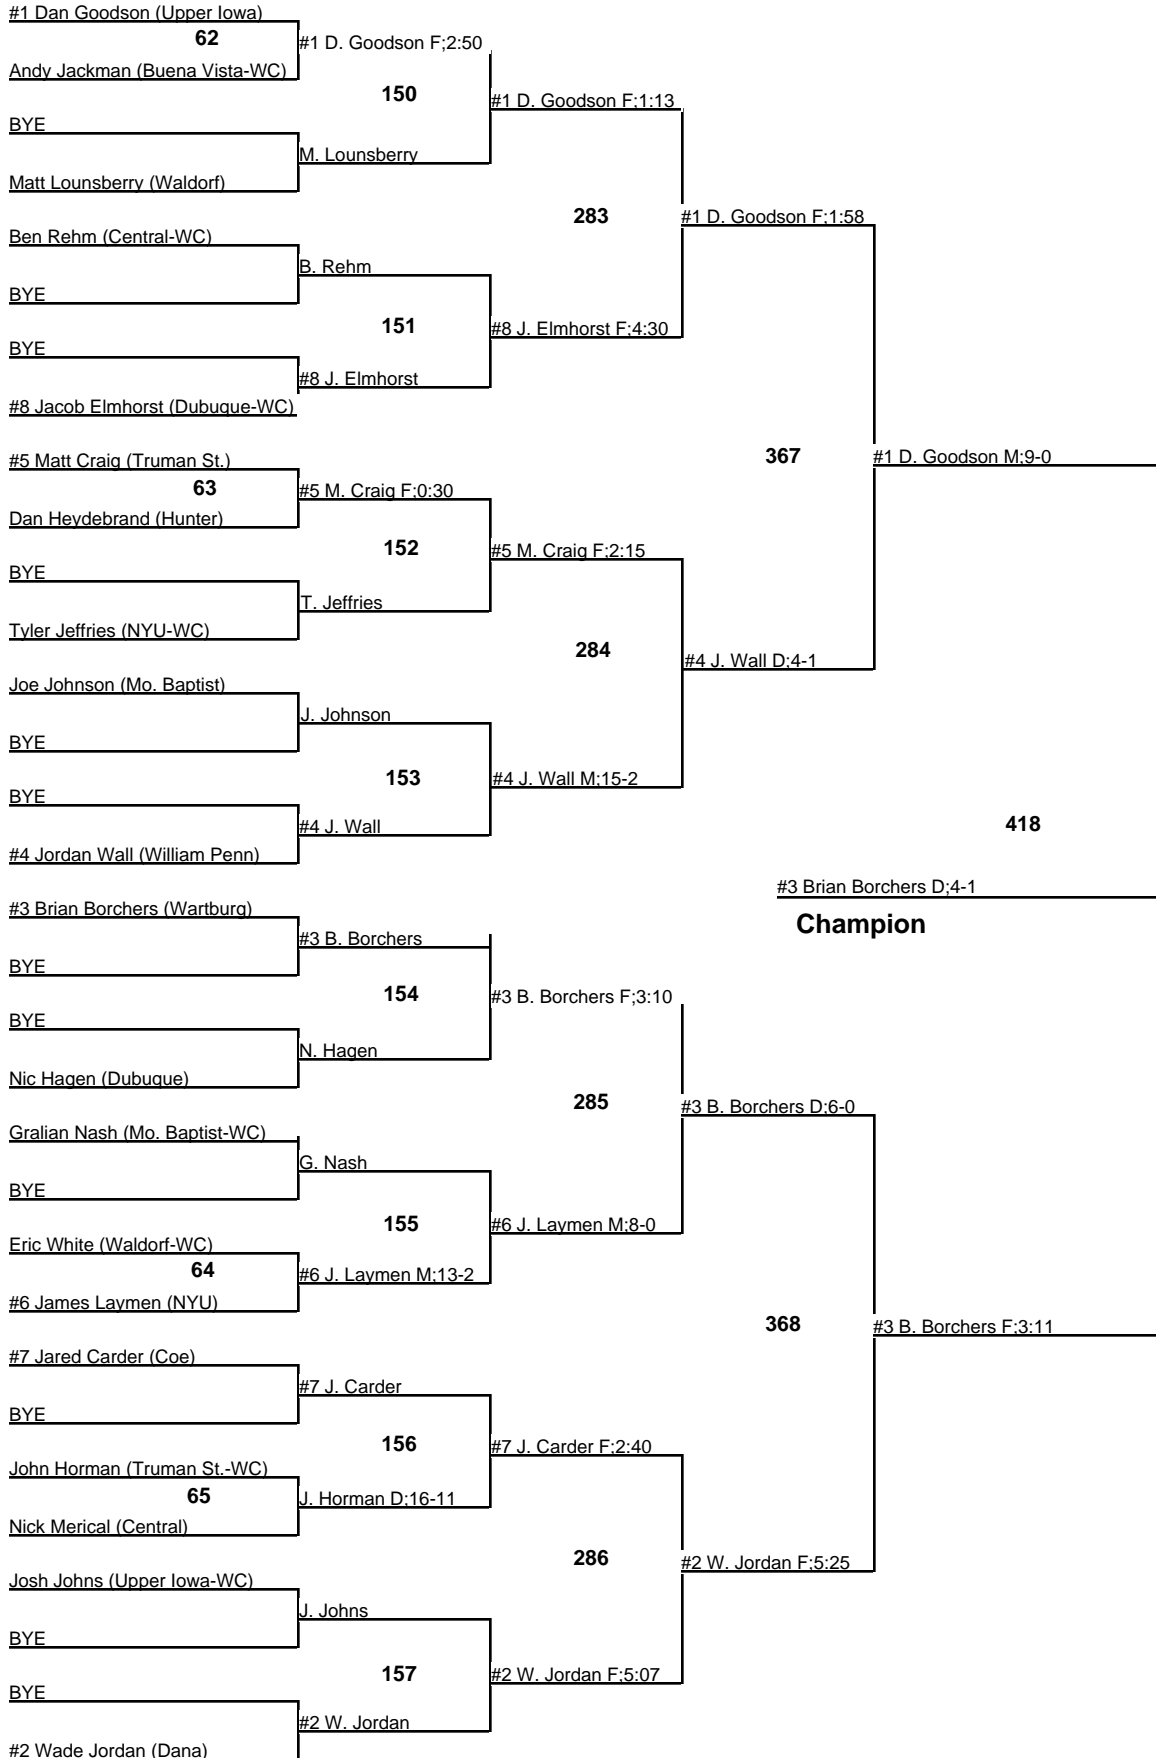 #1 Dan Goodson (Upper Iowa)
62
#1 D. Goodson F;2:50
Andy Jackman (Buena Vista-WC)
150
#1 D. Goodson F;1:13
BYE
M. Lounsberry
Matt Lounsberry (Waldorf)
283
#1 D. Goodson F;1:58
Ben Rehm (Central-WC)
B. Rehm
BYE
151
#8 J. Elmhorst F;4:30
BYE
#8 J. Elmhorst
#8 Jacob Elmhorst (Dubuque-WC)
367
#1 D. Goodson M;9-0
#5 Matt Craig (Truman St.)
63
#5 M. Craig F;0:30
Dan Heydebrand (Hunter)
152
#5 M. Craig F;2:15
BYE
T. Jeffries
Tyler Jeffries (NYU-WC)
284
#4 J. Wall D;4-1
Joe Johnson (Mo. Baptist)
J. Johnson
BYE
153
#4 J. Wall M;15-2
BYE
#4 J. Wall
#4 Jordan Wall (William Penn)
418
#3 Brian Borchers D;4-1
Champion
#3 Brian Borchers (Wartburg)
#3 B. Borchers
BYE
154
#3 B. Borchers F;3:10
BYE
N. Hagen
Nic Hagen (Dubuque)
285
#3 B. Borchers D;6-0
Gralian Nash (Mo. Baptist-WC)
G. Nash
BYE
155
#6 J. Laymen M;8-0
Eric White (Waldorf-WC)
64
#6 J. Laymen M;13-2
#6 James Laymen (NYU)
368
#3 B. Borchers F;3:11
#7 Jared Carder (Coe)
#7 J. Carder
BYE
156
#7 J. Carder F;2:40
John Horman (Truman St.-WC)
65
J. Horman D;16-11
Nick Merical (Central)
286
#2 W. Jordan F;5:25
Josh Johns (Upper Iowa-WC)
J. Johns
BYE
157
#2 W. Jordan F;5:07
BYE
#2 W. Jordan
#2 Wade Jordan (Dana)